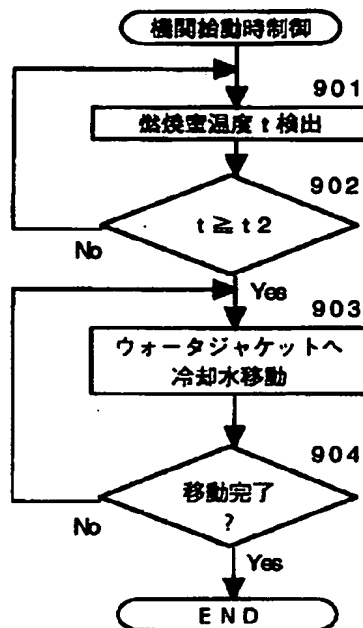 機関始動時制御
901
燃焼室温度t検出
902
t≧t2
No
Yes
903
ウォータジャケットへ
冷却水移動
904
移動完了
?
No
Yes
END